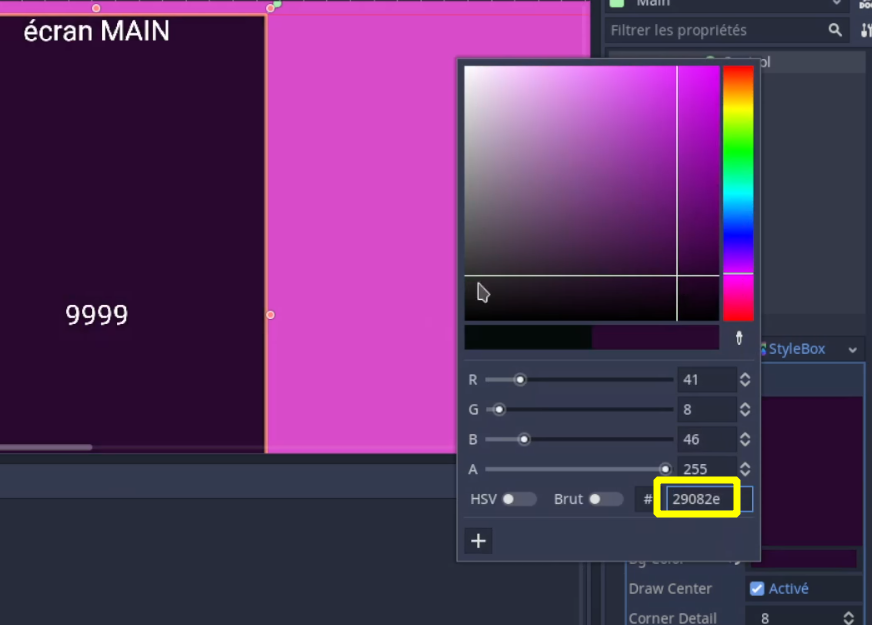 Main
écran MAIN
Filtrer les propriétés
9999
StyleBox
R 41
G 8
B 46
A 255
HSV Brut # 29082e
+
Draw Center Activé
Corner Detail 8